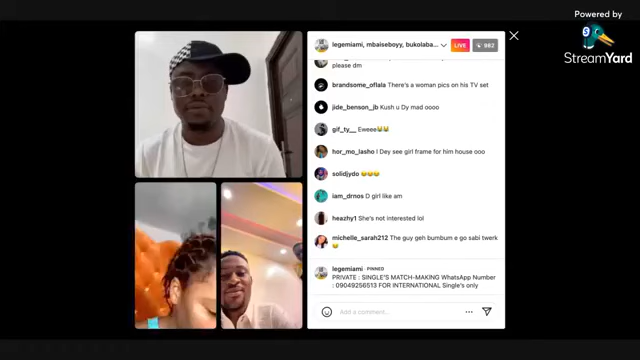 Powered by
StreamYard
legemiami, mbaiseboyy, bukolaba...
LIVE
982
please dm
brandsome_oflala There's a woman pics on his TV set
jide_benson_jb Kush u Dy mad oooo
gif_ty__ Eweee😭😭
hor_mo_lasho I Dey see girl frame for him house ooo
solidjydo 😂😂😂
iam_drnos D girl like am
heazhy1 She's not interested lol
michelle_sarah212 The guy geh bumbum e go sabi twerk
😂
legemiami · PINNED
PRIVATE : SINGLE'S MATCH-MAKING WhatsApp Number
: 09049256513 FOR INTERNATIONAL Single's only
Add a comment...